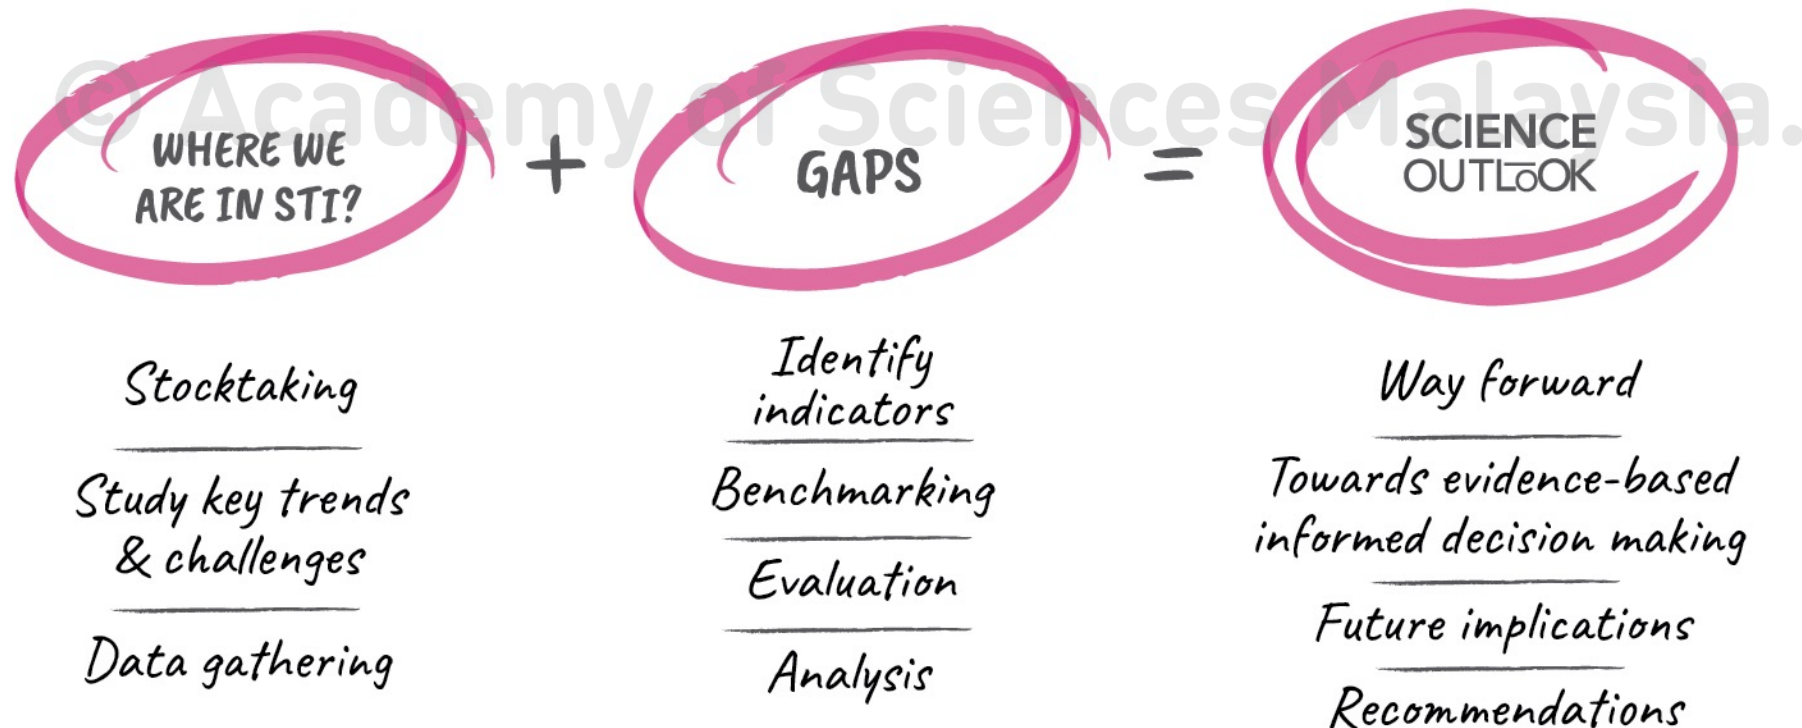 © Academy of Sciences Malaysia.
WHERE WE
ARE IN STI?
+
GAPS
=
SCIENCE
OUTLOOK
Stocktaking
Study key trends
& challenges
Data gathering
Identify
indicators
Benchmarking
Evaluation
Analysis
Way forward
Towards evidence-based
informed decision making
Future implications
Recommendations